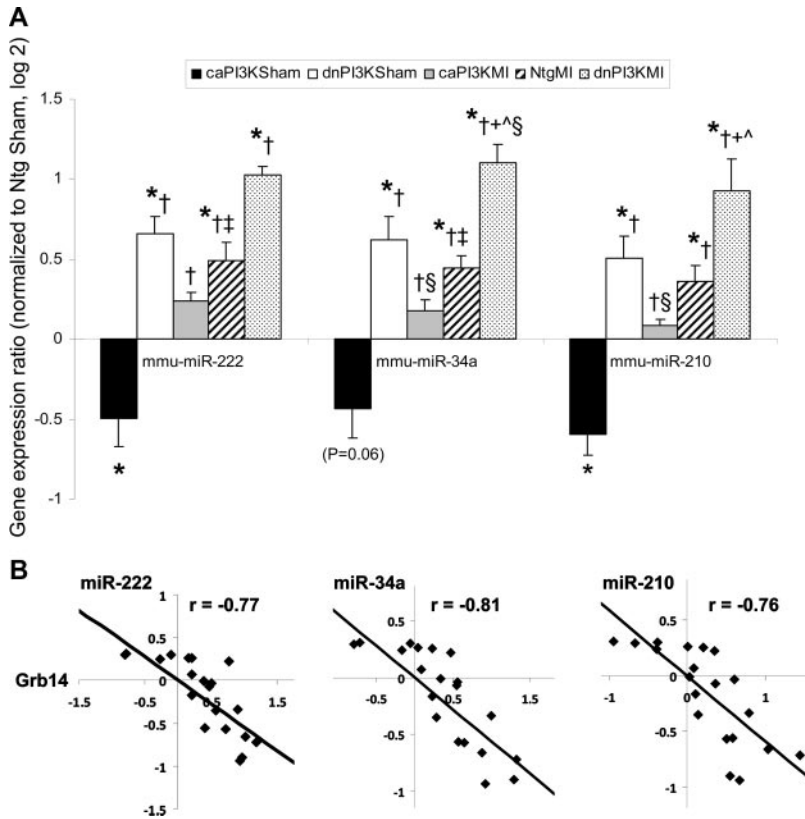 A
caPI3KSham dnPI3KSham caPI3KMI NtgMI dnPI3KMI
Gene expression ratio (normalized to Ntg Sham, log 2)
1.5
1
0.5
0
-0.5
-1
*† *†+^§ *†+^
*† *† *†
*†‡ *†‡ *†
† †§ †§
mmu-miR-222 mmu-miR-34a mmu-miR-210
* (P=0.06) *
B
miR-222 miR-34a miR-210
r = -0.77 r = -0.81 r = -0.76
Grb14
1
0.5
0
-0.5
-1
-1.5
-1.5 -0.5 0.5 1.5
0.5
0
-0.5
-1
-0.5 0.5 1.5
0.5
0
-0.5
-1
-1 0 1